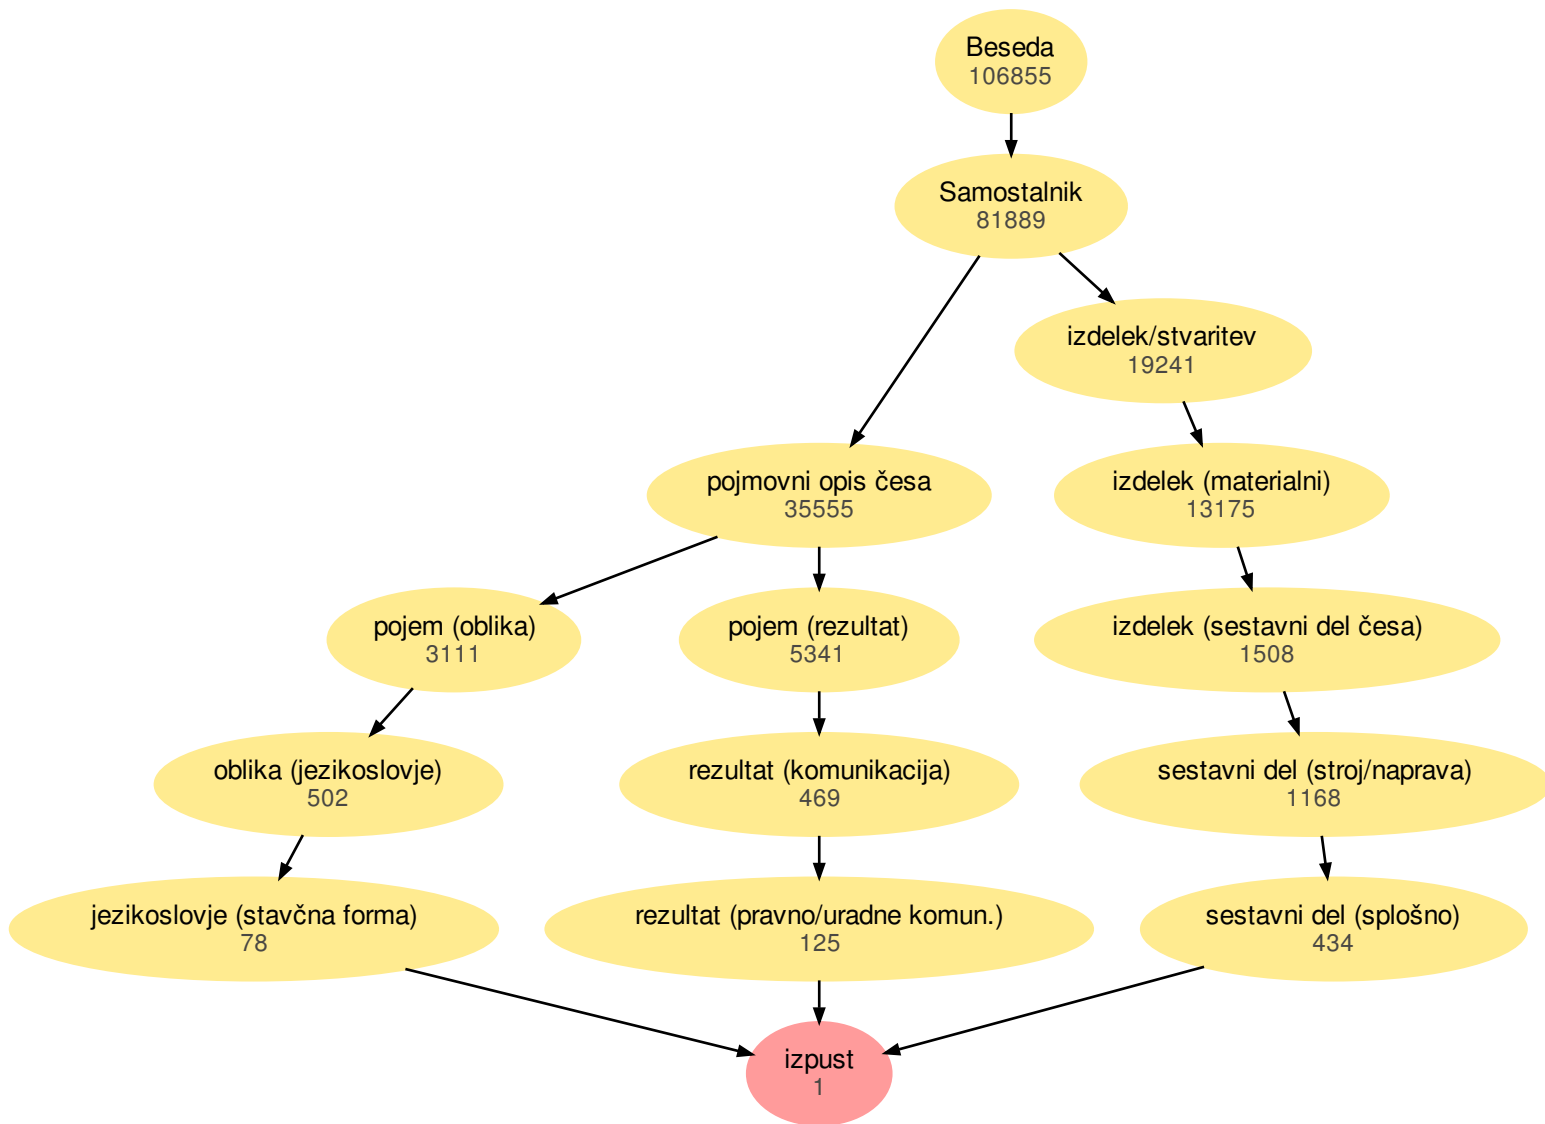 Beseda
106855
Samostalnik
81889
izdelek/stvaritev
19241
pojmovni opis česa
35555
izdelek (materialni)
13175
pojem (oblika)
3111
pojem (rezultat)
5341
izdelek (sestavni del česa)
1508
oblika (jezikoslovje)
502
rezultat (komunikacija)
469
sestavni del (stroj/naprava)
1168
jezikoslovje (stavčna forma)
78
rezultat (pravno/uradne komun.)
125
sestavni del (splošno)
434
izpust
1